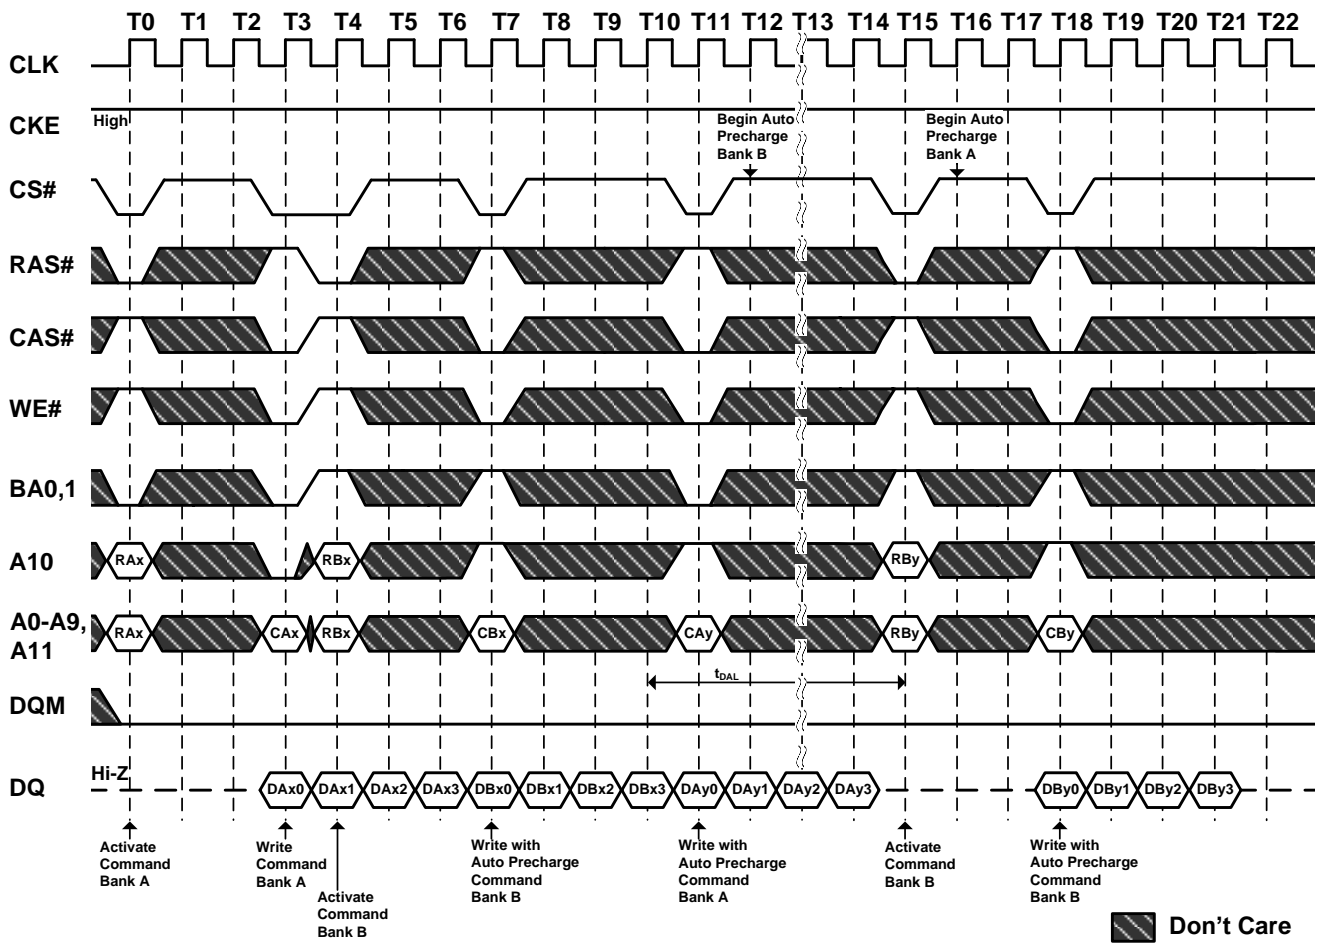 T0 T1 T2 T3 T4 T5 T6 T7 T8 T9 T10 T11 T12 T13 T14 T15 T16 T17 T18 T19 T20 T21 T22
CLK
CKE
High
Begin Auto
Precharge
Bank B
Begin Auto
Precharge
Bank A
CS#
RAS#
CAS#
WE#
BA0,1
A10
RAx RBx RBy
A0-A9,
A11
RAx CAx RBx CBx CAy RBy CBy
tDAL
DQM
DQ
Hi-Z
DAx0 DAx1 DAx2 DAx3 DBx0 DBx1 DBx2 DBx3 DAy0 DAy1 DAy2 DAy3 DBy0 DBy1 DBy2 DBy3
Activate
Command
Bank A
Write
Command
Bank A
Activate
Command
Bank B
Write with
Auto Precharge
Command
Bank B
Write with
Auto Precharge
Command
Bank A
Activate
Command
Bank B
Write with
Auto Precharge
Command
Bank B
Don't Care